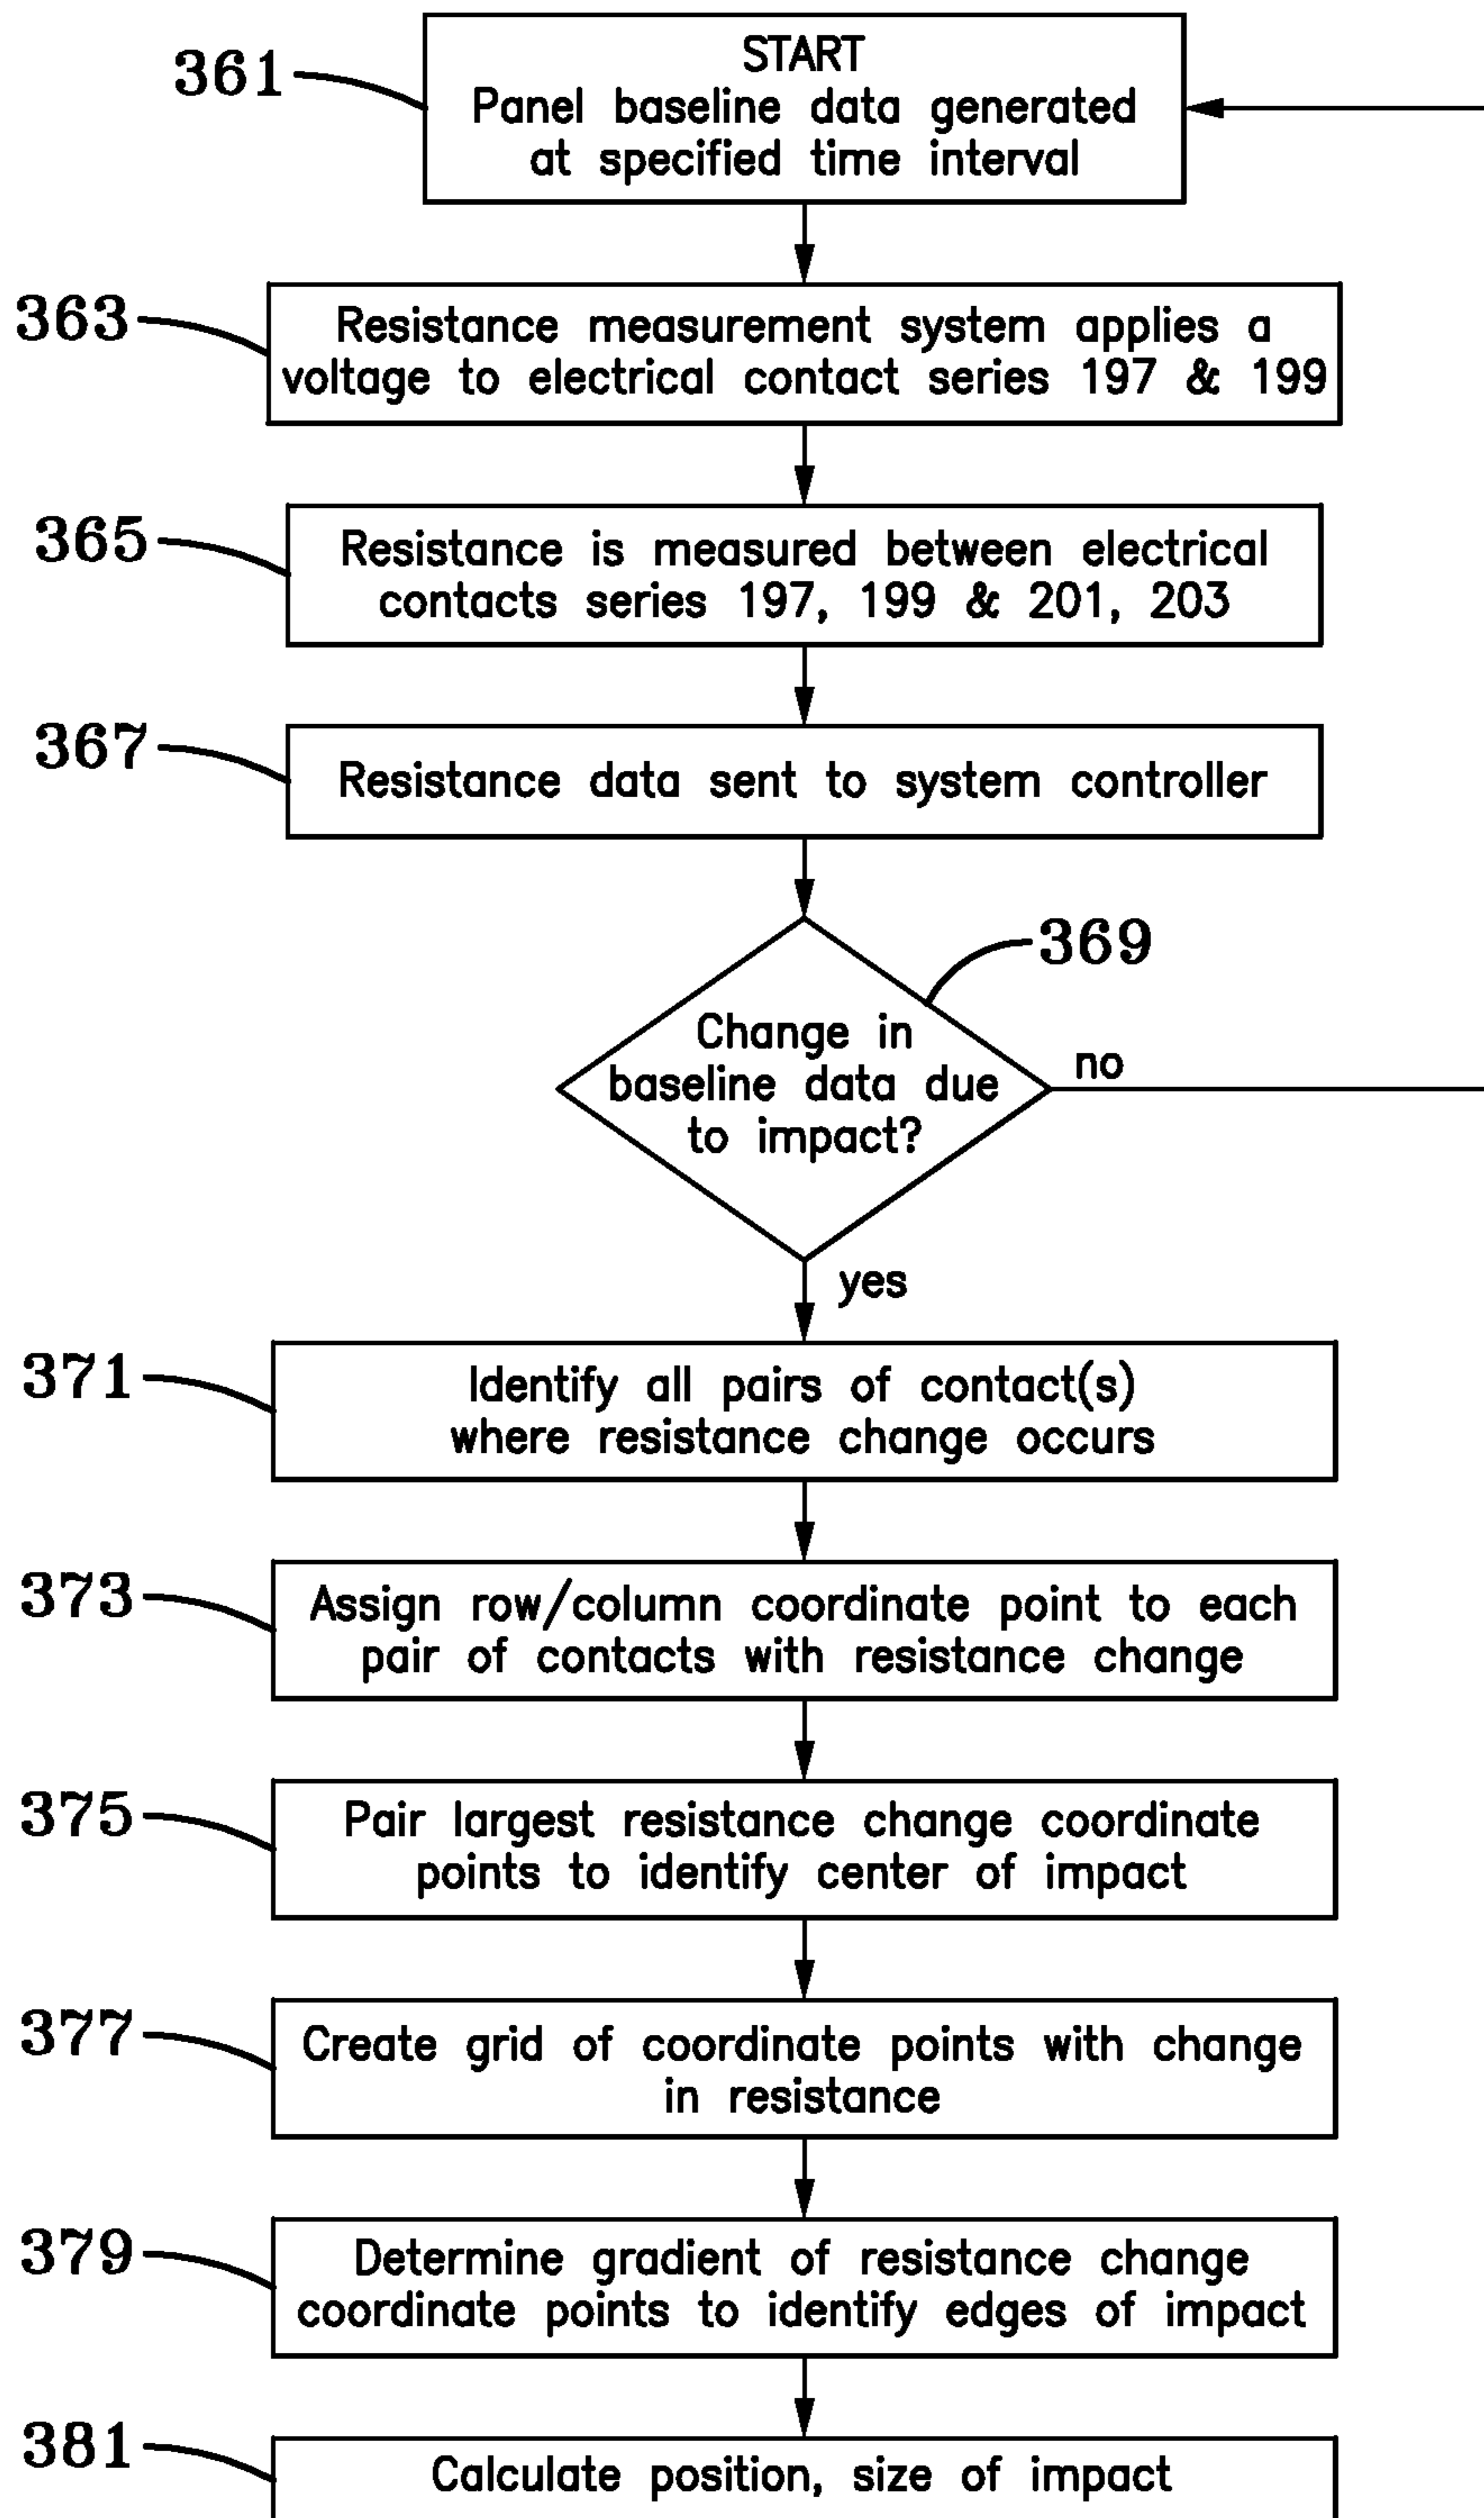 361
START
Panel baseline data generated
at specified time interval
363
Resistance measurement system applies a
voltage to electrical contact series 197 & 199
365
Resistance is measured between electrical
contacts series 197, 199 & 201, 203
367
Resistance data sent to system controller
369
Change in
baseline data due
to impact?
no
yes
371
Identify all pairs of contact(s)
where resistance change occurs
373
Assign row/column coordinate point to each
pair of contacts with resistance change
375
Pair largest resistance change coordinate
points to identify center of impact
377
Create grid of coordinate points with change
in resistance
379
Determine gradient of resistance change
coordinate points to identify edges of impact
381
Calculate position, size of impact